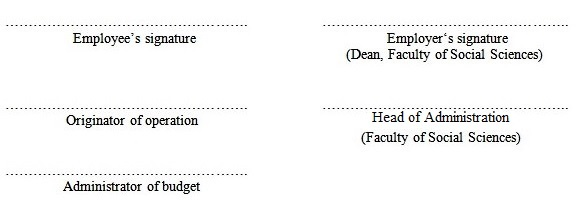 Employee's signature
Employer‘s signature
(Dean, Faculty of Social Sciences)
Originator of operation
Head of Administration
(Faculty of Social Sciences)
Administrator of budget